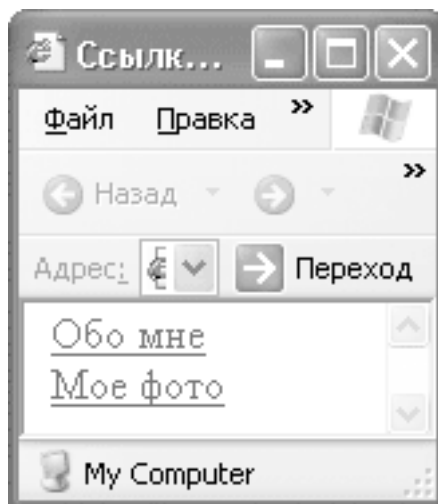 Ссылк...
Файл Правка »
Назад »
Адрес: Переход
Обо мне
Мое фото
My Computer